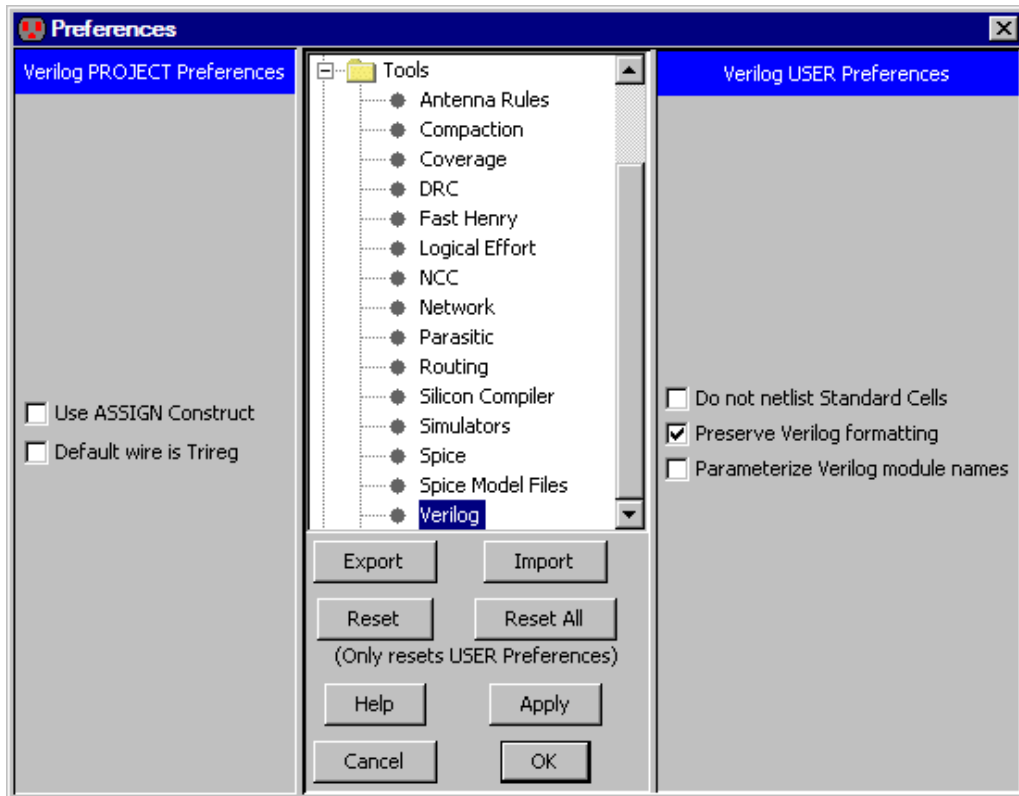 Preferences
Verilog PROJECT Preferences
Use ASSIGN Construct
Default wire is Trireg
Tools
Antenna Rules
Compaction
Coverage
DRC
Fast Henry
Logical Effort
NCC
Network
Parasitic
Routing
Silicon Compiler
Simulators
Spice
Spice Model Files
Verilog
Export Import
Reset Reset All
(Only resets USER Preferences)
Help Apply
Cancel OK
Verilog USER Preferences
Do not netlist Standard Cells
Preserve Verilog formatting
Parameterize Verilog module names